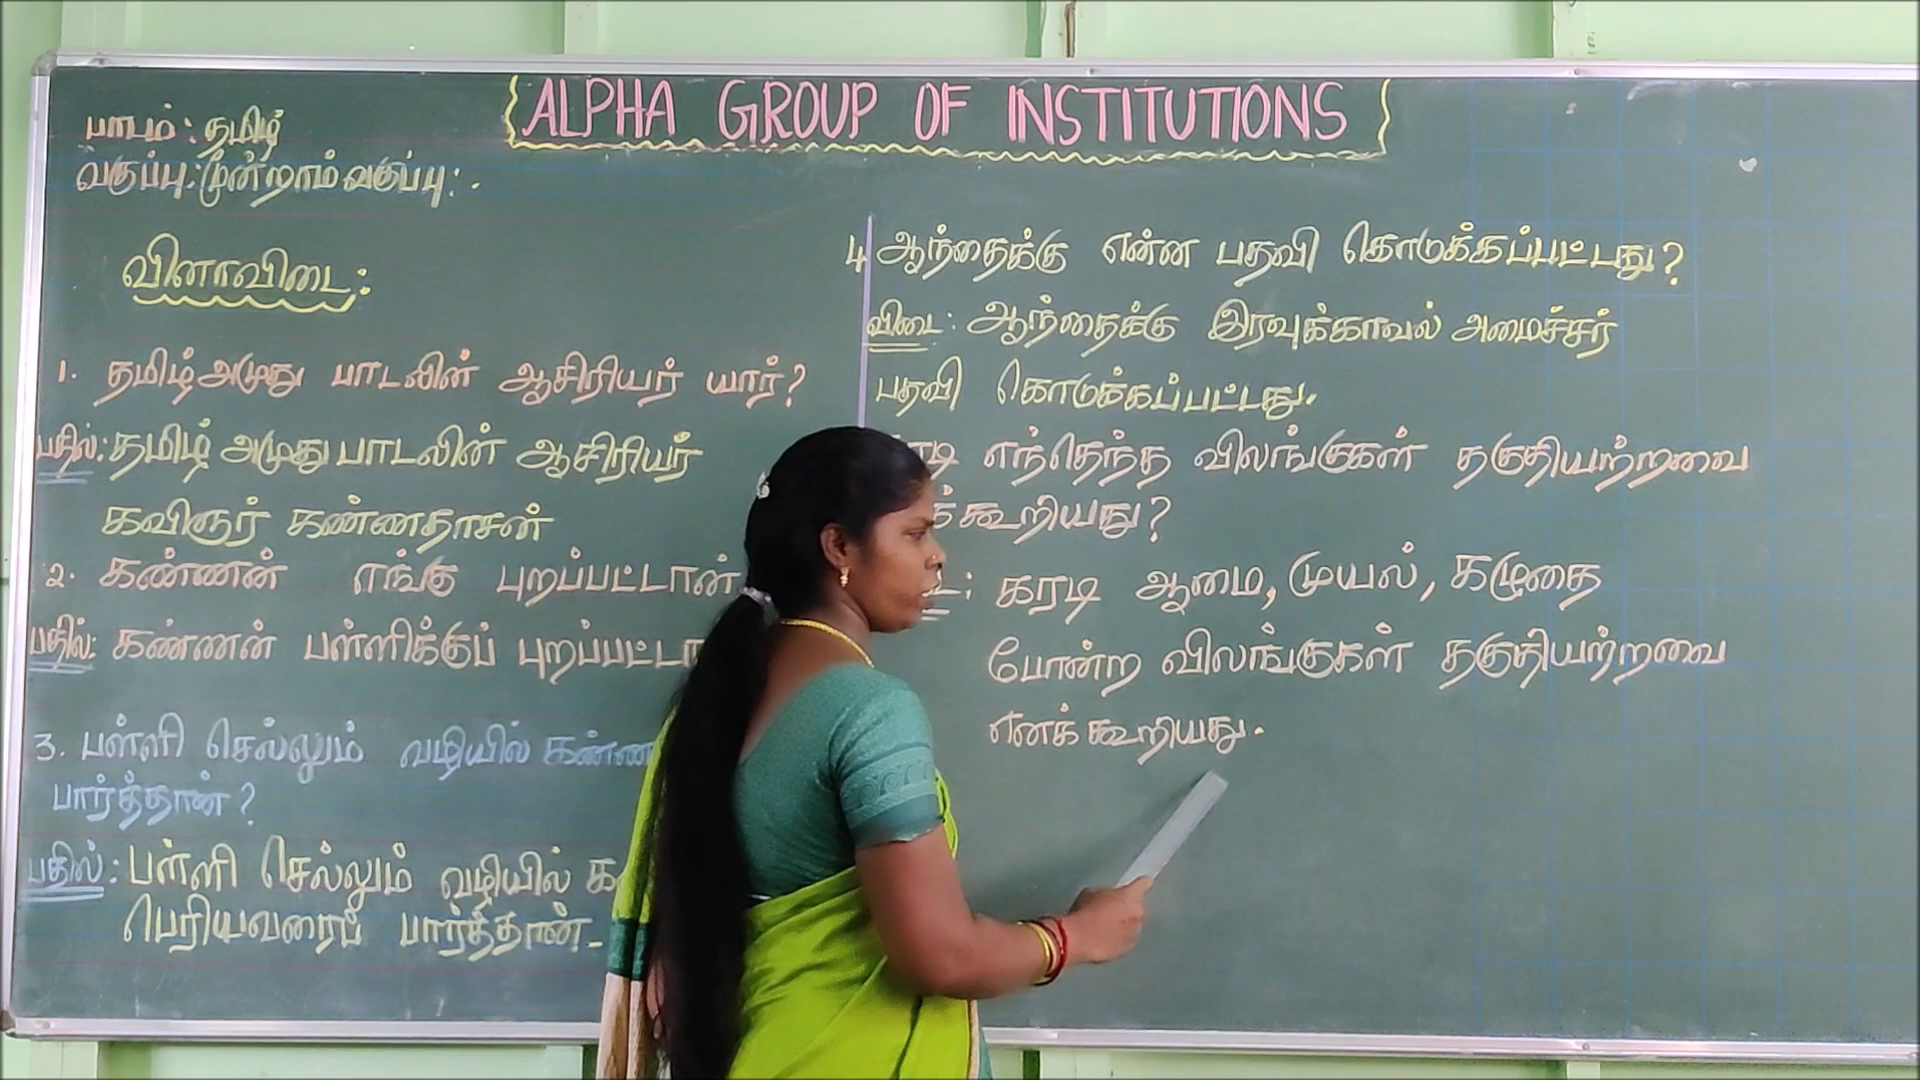 ALPHA GROUP OF INSTITUTIONS
பாடம் : தமிழ்
வகுப்பு : மூன்றாம் வகுப்பு : .
வினாவிடை :
1. தமிழ் அமுது பாடலின் ஆசிரியர் யார்?
பதில் : தமிழ் அமுது பாடலின் ஆசிரியர்
கவிஞர் கண்ணதாசன்
2. கண்ணன் எங்கு புறப்பட்டான்
பதில் : கண்ணன் பள்ளிக்குப்
3. பள்ளி செல்லும் வழியில்
பார்த்தான்?
பதில் : பள்ளி செல்லும் வழியில்
பெரியவரைப் பார்த்தான்.
4. ஆந்தைக்கு என்ன பதவி கொடுக்கப்பட்டது?
விடை : ஆந்தைக்கு இரவுக்காவல் அமைச்சர்
பதவி கொடுக்கப்பட்டது.
எந்தெந்த விலங்குகள் தகுதியற்றவை
கூறியது?
கரடி ஆமை, முயல், கழுதை
போன்ற விலங்குகள் தகுதியற்றவை
எனக் கூறியது.